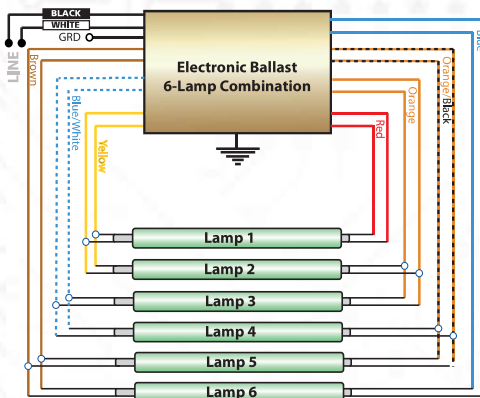 BLACK
WHITE
GRD
LINE
Brown
Blue/White
Yellow
Electronic Ballast
6-Lamp Combination
Red
Orange
Orange/Black
Blue
Lamp 1
Lamp 2
Lamp 3
Lamp 4
Lamp 5
Lamp 6